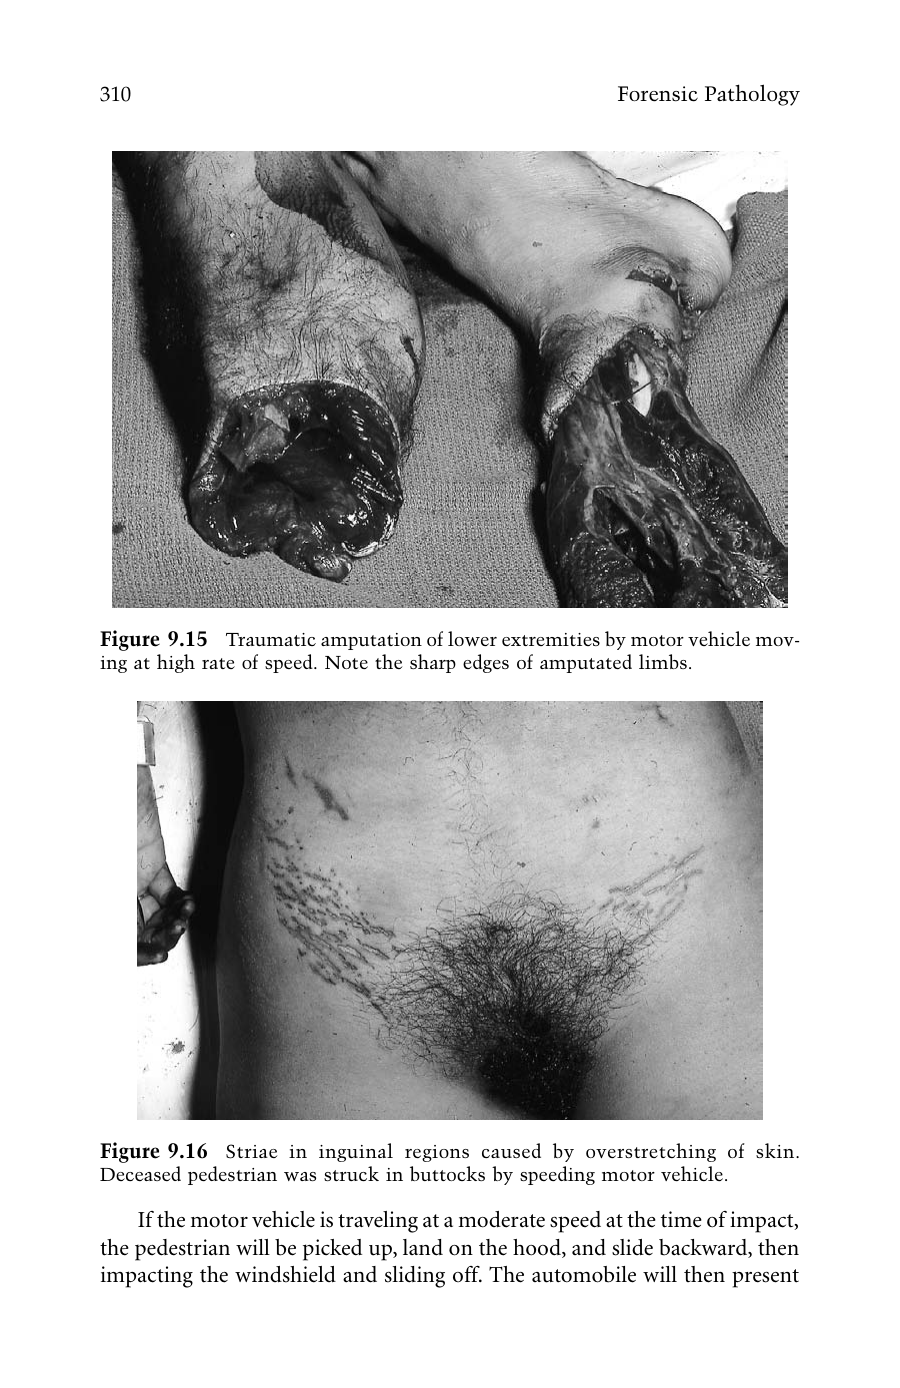 310
Forensic Pathology
Figure 9.15 Traumatic amputation of lower extremities by motor vehicle mov-
ing at high rate of speed. Note the sharp edges of amputated limbs.
Figure 9.16 Striae in inguinal regions caused by overstretching of skin.
Deceased pedestrian was struck in buttocks by speeding motor vehicle.
If the motor vehicle is traveling at a moderate speed at the time of impact,
the pedestrian will be picked up, land on the hood, and slide backward, then
impacting the windshield and sliding off. The automobile will then present